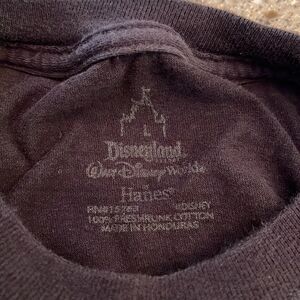 L
Disneyland
RESORT
Walt Disney World
Hanes
©DISNEY
100% PRESHRUNK COTTON
MADE IN HONDURAS